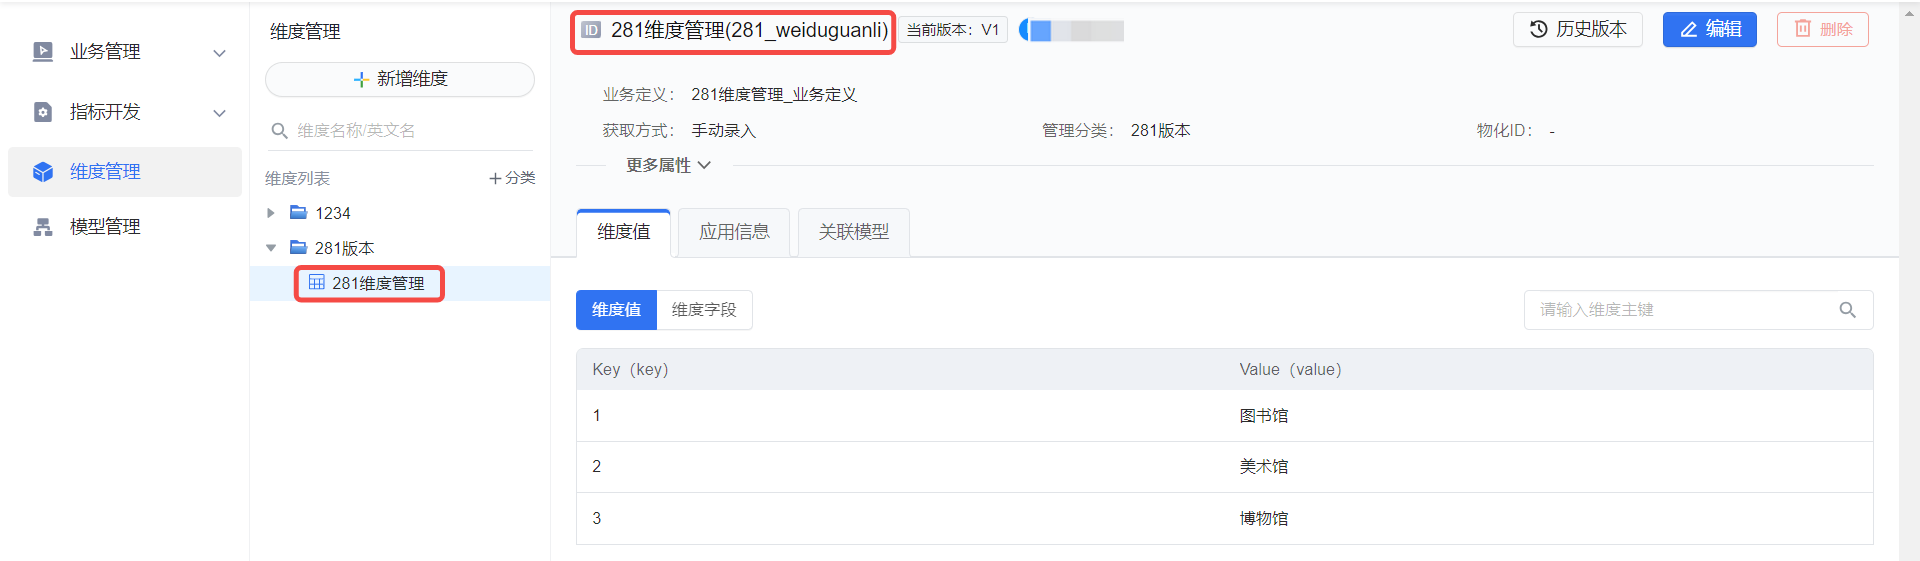 业务管理
指标开发
维度管理
模型管理
维度管理
新增维度
维度名称/英文名
维度列表
分类
1234
281版本
281维度管理
ID 281维度管理(281_weiduguanli)
当前版本：V1
历史版本
编辑
删除
业务定义： 281维度管理_业务定义
获取方式： 手动录入 管理分类： 281版本 物化ID： -
更多属性
维度值 应用信息 关联模型
维度值 维度字段 请输入维度主键
Key（key） Value（value）
1 图书馆
2 美术馆
3 博物馆